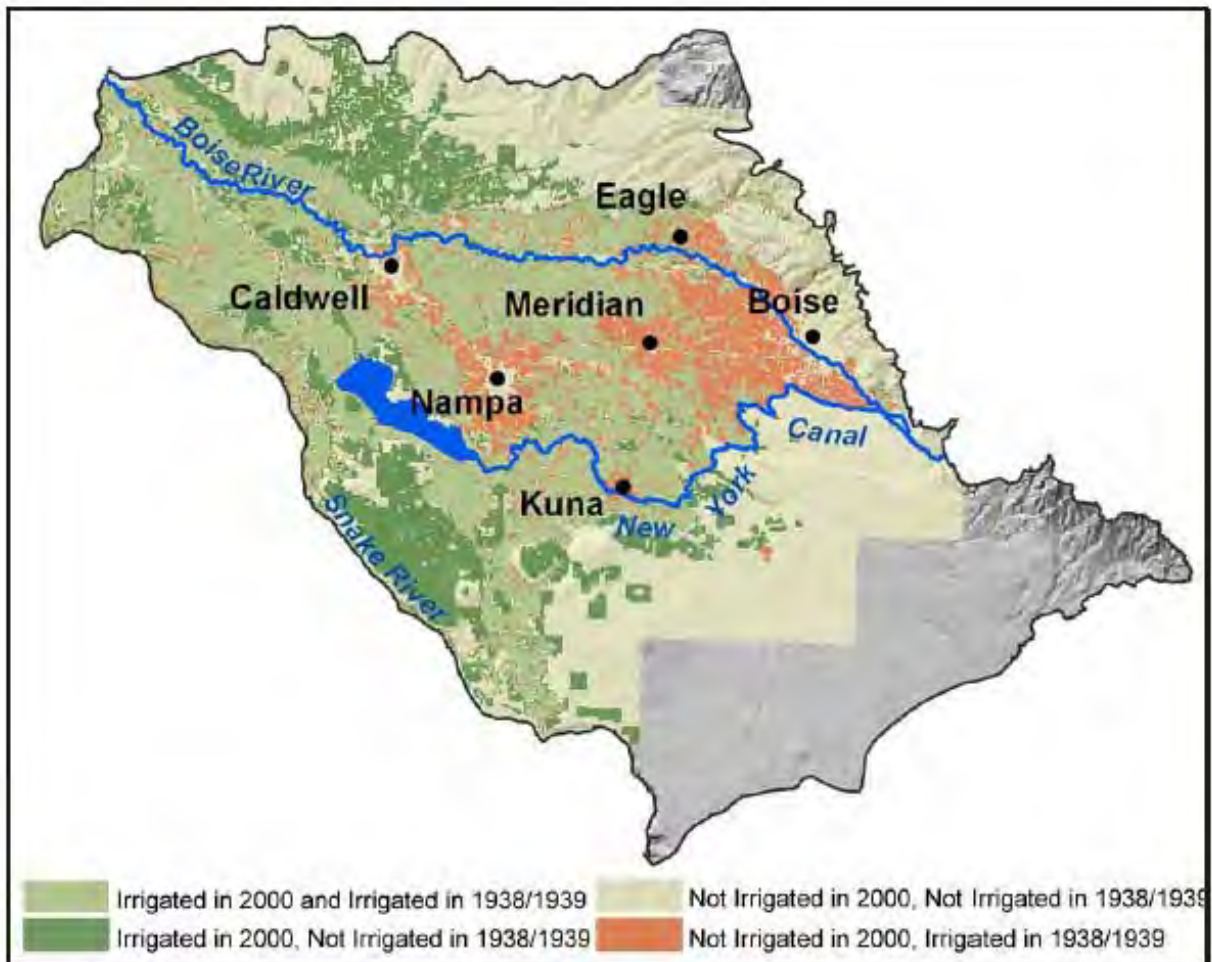 Boise River
Eagle
Caldwell
Meridian
Boise
Nampa
Canal
York
Kuna
New
Snake River
Irrigated in 2000 and Irrigated in 1938/1939
Not Irrigated in 2000, Not Irrigated in 1938/1939
Irrigated in 2000, Not Irrigated in 1938/1939
Not Irrigated in 2000, Irrigated in 1938/1939